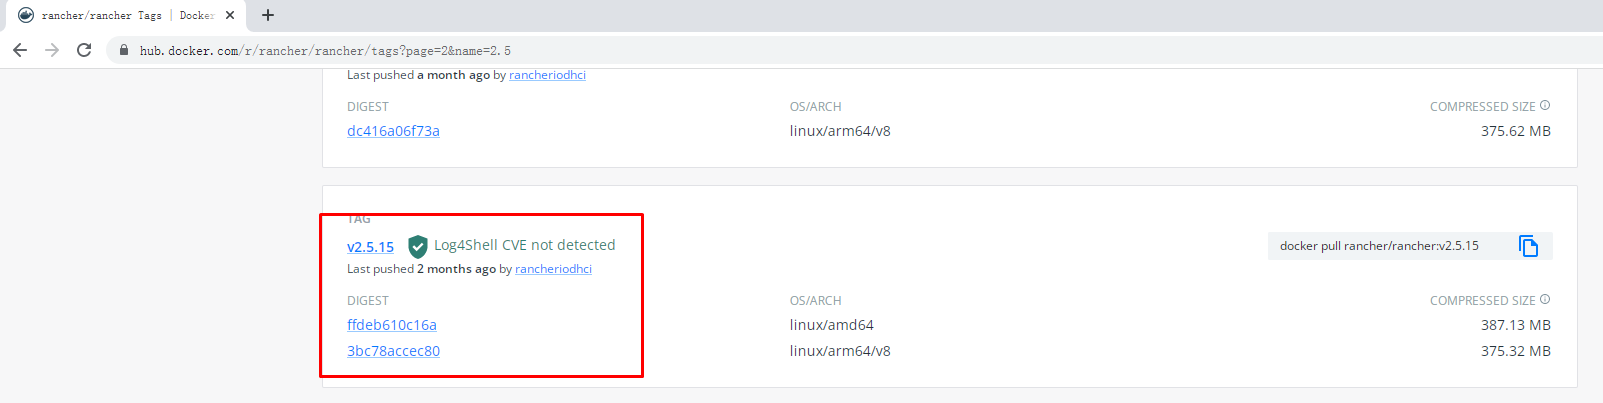 rancher/rancher Tags | Docker
hub.docker.com/r/rancher/rancher/tags?page=2&name=2.5
Last pushed a month ago by rancheriodhci
DIGEST OS/ARCH COMPRESSED SIZE
dc416a06f73a linux/arm64/v8 375.62 MB
TAG
v2.5.15 Log4Shell CVE not detected docker pull rancher/rancher:v2.5.15
Last pushed 2 months ago by rancheriodhci
DIGEST OS/ARCH COMPRESSED SIZE
ffdeb610c16a linux/amd64 387.13 MB
3bc78accec80 linux/arm64/v8 375.32 MB